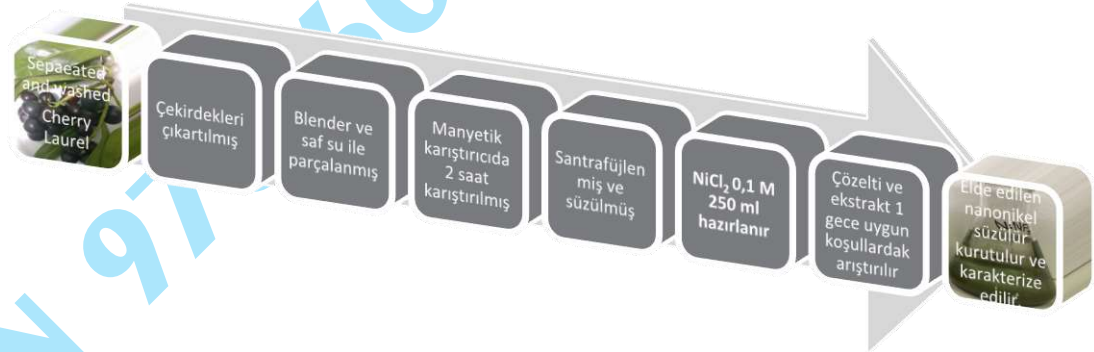 Sepaeated
and washed
Cherry
Laurel
Çekirdekleri
çıkartılmış
Blender ve
saf su ile
parçalanmış
Manyetik
karıştırıcıda
2 saat
karıştırılmış
Santrafüjlen
miş ve
süzülmüş
NiCl₂ 0,1 M
250 ml
hazırlanır
Çözelti ve
ekstrakt 1
gece uygun
koşullardak
arıştırılır
Elde edilen
nanonikel
süzülür
kurutulur ve
karakterize
edilir.